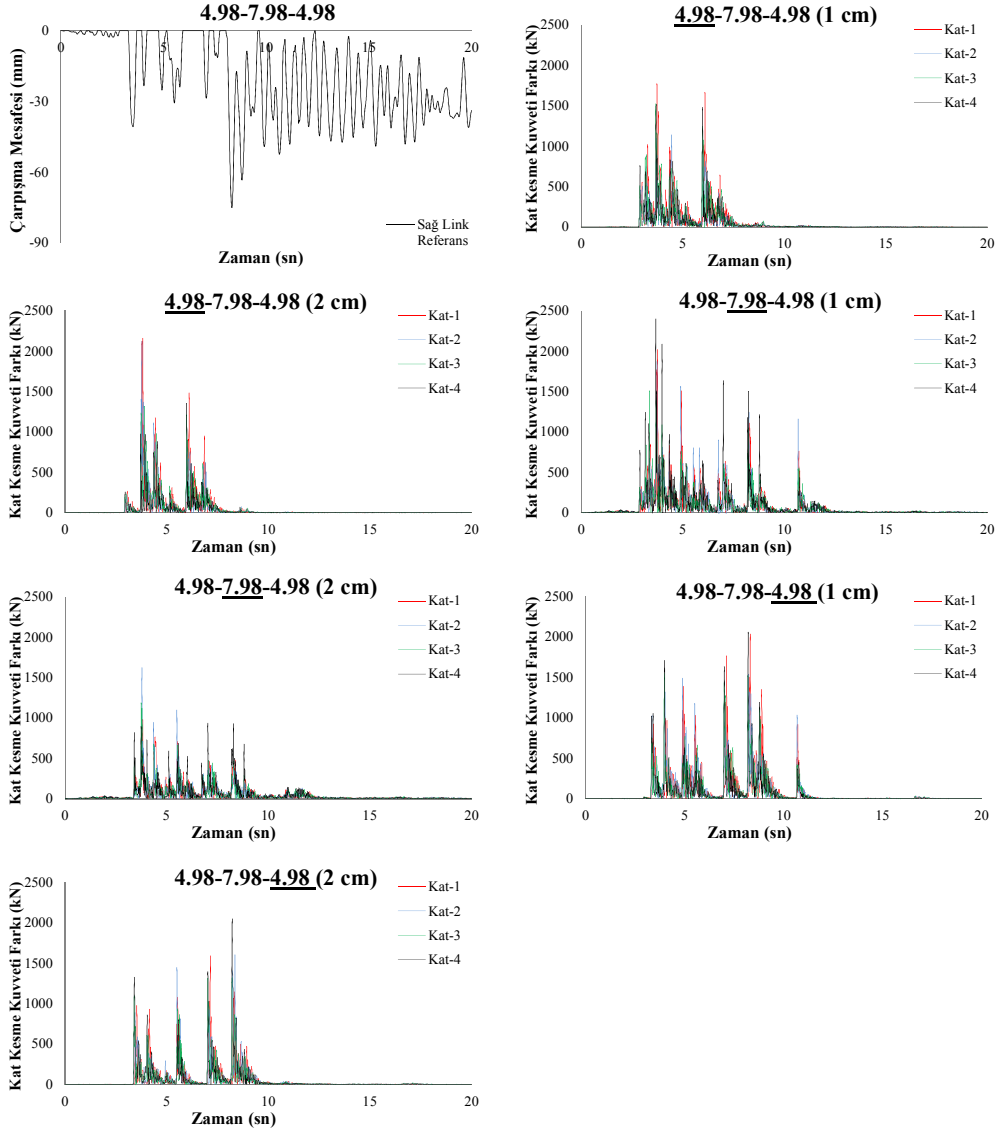 4.98-7.98-4.98
Çarpışma Mesafesi (mm)
0
-30
-60
-90
0 5 10 15 20
Sağ Link
Referans
Zaman (sn)
4.98-7.98-4.98 (1 cm)
Kat Kesme Kuvveti Farkı (kN)
2500
2000
1500
1000
500
0
Kat-1
Kat-2
Kat-3
Kat-4
0 5 10 15 20
Zaman (sn)
4.98-7.98-4.98 (2 cm)
Kat Kesme Kuvveti Farkı (kN)
2500
2000
1500
1000
500
0
Kat-1
Kat-2
Kat-3
Kat-4
0 5 10 15 20
Zaman (sn)
4.98-7.98-4.98 (1 cm)
Kat Kesme Kuvveti Farkı (kN)
2500
2000
1500
1000
500
0
Kat-1
Kat-2
Kat-3
Kat-4
0 5 10 15 20
Zaman (sn)
4.98-7.98-4.98 (2 cm)
Kat Kesme Kuvveti Farkı (kN)
2500
2000
1500
1000
500
0
Kat-1
Kat-2
Kat-3
Kat-4
0 5 10 15 20
Zaman (sn)
4.98-7.98-4.98 (1 cm)
Kat Kesme Kuvveti Farkı (kN)
2500
2000
1500
1000
500
0
Kat-1
Kat-2
Kat-3
Kat-4
0 5 10 15 20
Zaman (sn)
4.98-7.98-4.98 (2 cm)
Kat Kesme Kuvveti Farkı (kN)
2500
2000
1500
1000
500
0
Kat-1
Kat-2
Kat-3
Kat-4
0 5 10 15 20
Zaman (sn)